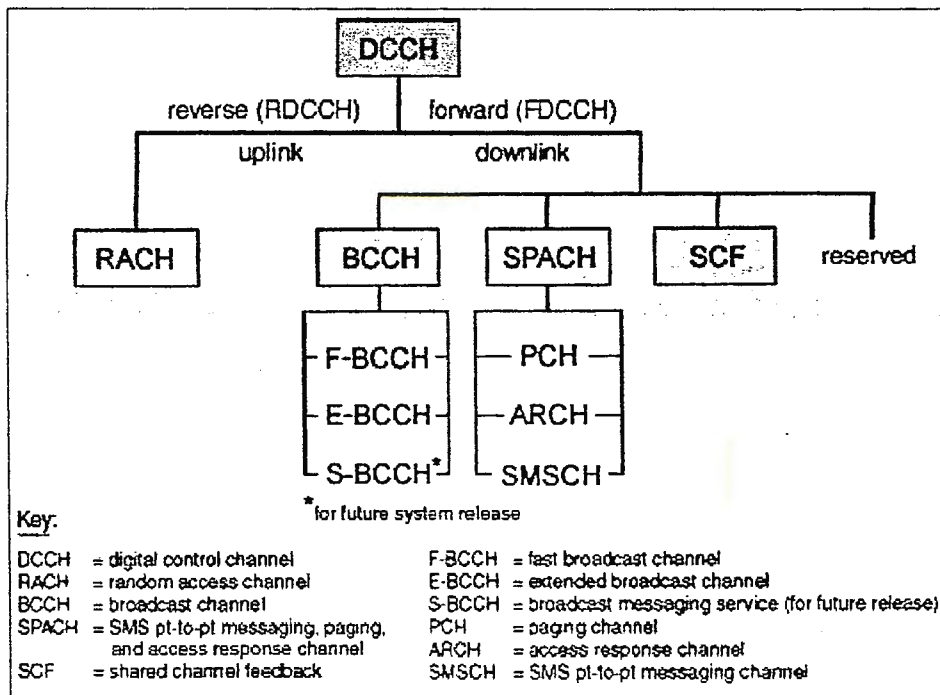 DCCH
reverse (RDCCH) forward (FDCCH)
uplink downlink
RACH BCCH SPACH SCF reserved
F-BCCH PCH
E-BCCH ARCH
S-BCCH* SMSCH
*for future system release
Key:
DCCH = digital control channel
RACH = random access channel
BCCH = broadcast channel
SPACH = SMS pt-to-pt messaging, paging,
and access response channel
SCF = shared channel feedback
F-BCCH = fast broadcast channel
E-BCCH = extended broadcast channel
S-BCCH = broadcast messaging service (for future release)
PCH = paging channel
ARCH = access response channel
SMSCH = SMS pt-to-pt messaging channel